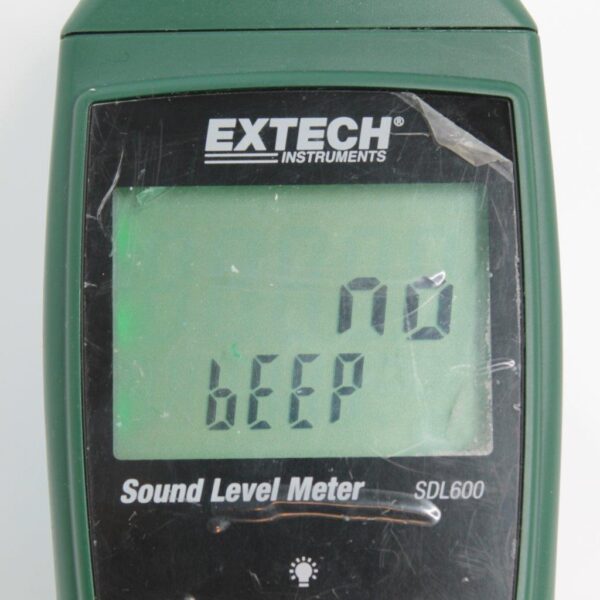 EXTECH®
INSTRUMENTS
no
bEEP
Sound Level Meter SDL600